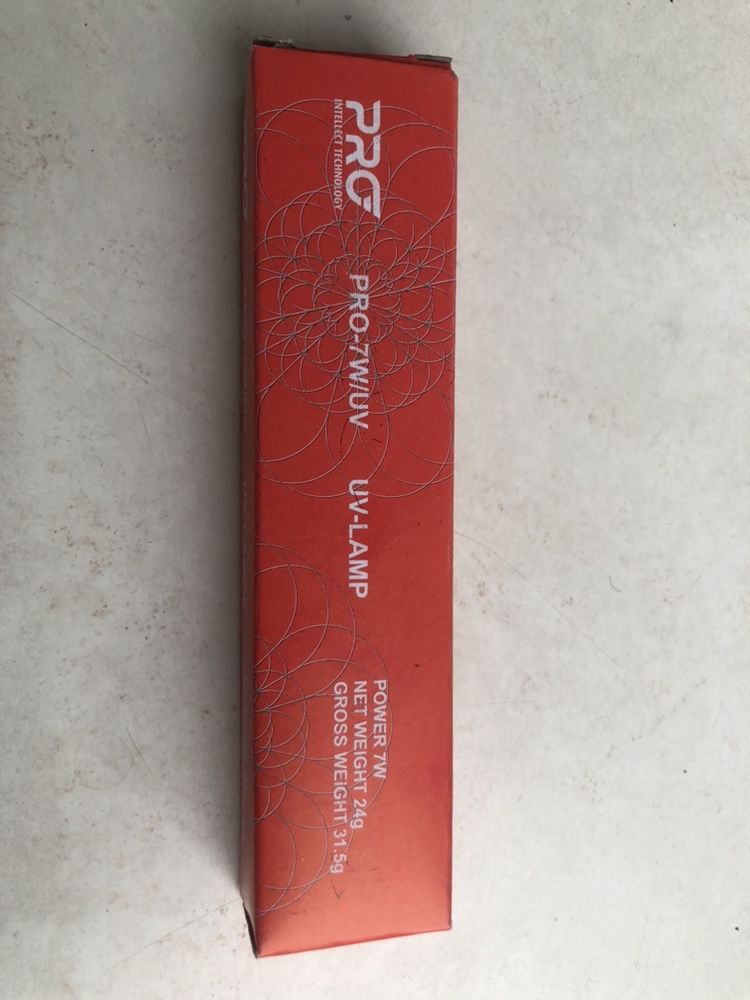 PRO
INTELLECT TECHNOLOGY
PRO-7W/UV UV-LAMP
POWER 7W
NET WEIGHT 24g
GROSS WEIGHT 31.5g